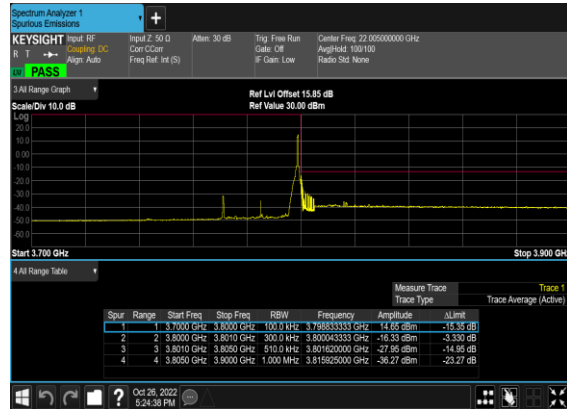 Spectrum Analyzer 1
Spurious Emissions
+
KEYSIGHT Input: RF Input Z: 50 Ω Atten: 30 dB Trig: Free Run Center Freq: 22.005000000 GHz
R T Coupling: DC Corr CCorr Gate: Off Avg|Hold: 100/100
Align: Auto Freq Ref: Int (S) IF Gain: Low Radio Std: None
PASS
3 All Range Graph
Ref Lvl Offset 15.85 dB
Scale/Div 10.0 dB Ref Value 30.00 dBm
Log
20.0
10.0
0.00
-10.0
-20.0
-30.0
-40.0
-50.0
-60.0
Start 3.700 GHz Stop 3.900 GHz
4 All Range Table
Measure Trace Trace 1
Trace Type Trace Average (Active)
Spur Range Start Freq Stop Freq RBW Frequency Amplitude ΔLimit
1 1 3.7000 GHz 3.8000 GHz 100.0 kHz 3.798833333 GHz 14.65 dBm -15.35 dB
2 2 3.8000 GHz 3.8010 GHz 300.0 kHz 3.800043333 GHz -16.33 dBm -3.330 dB
3 3 3.8010 GHz 3.8050 GHz 510.0 kHz 3.801620000 GHz -27.95 dBm -14.95 dB
4 4 3.8050 GHz 3.9000 GHz 1.000 MHz 3.815925000 GHz -36.27 dBm -23.27 dB
? Oct 26, 2022
5:24:38 PM